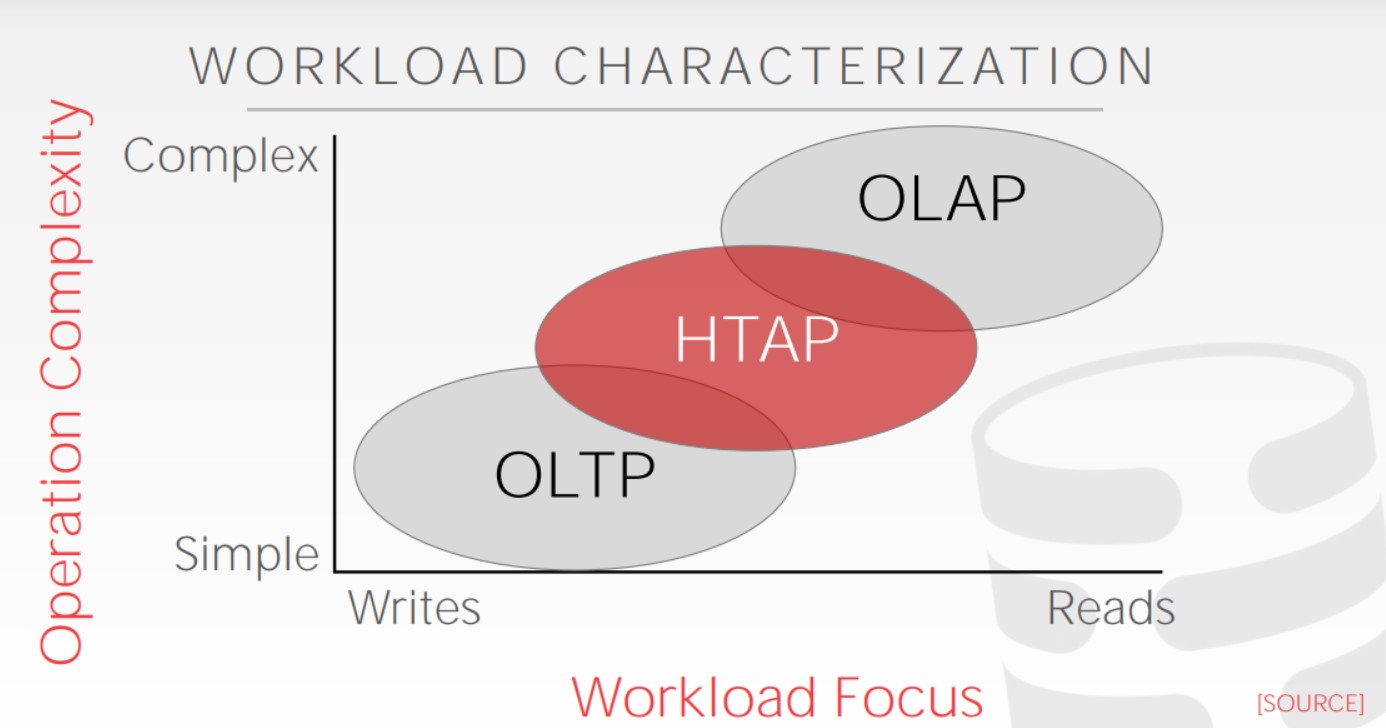 WORKLOAD CHARACTERIZATION
Operation Complexity
Complex
OLAP
HTAP
OLTP
Simple
Writes
Reads
Workload Focus
[SOURCE]